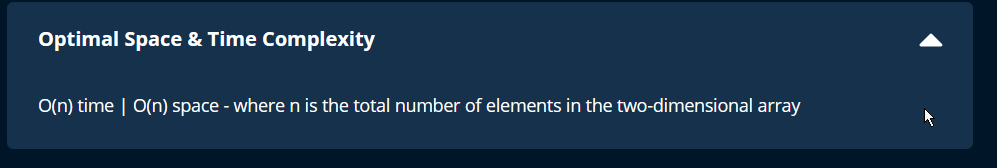 Optimal Space & Time Complexity
O(n) time | O(n) space - where n is the total number of elements in the two-dimensional array